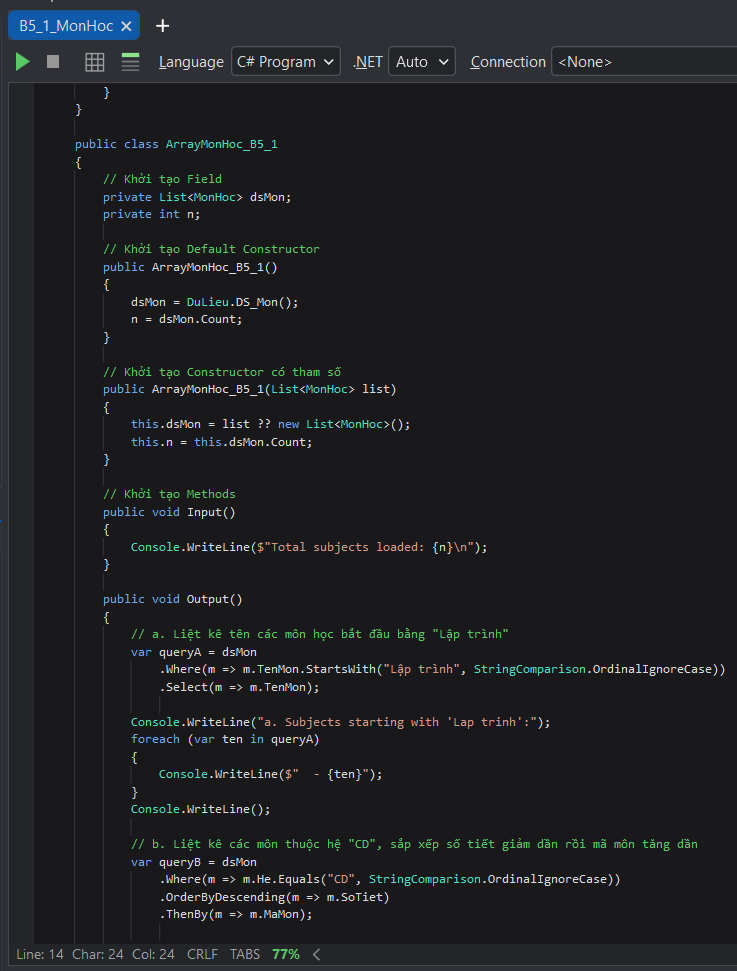 B5_1_MonHoc
Language C# Program .NET Auto Connection <None>
}
}
public class ArrayMonHoc_B5_1
{
// Khởi tạo Field
private List<MonHoc> dsMon;
private int n;
// Khởi tạo Default Constructor
public ArrayMonHoc_B5_1()
{
dsMon = DuLieu.DS_Mon();
n = dsMon.Count;
}
// Khởi tạo Constructor có tham số
public ArrayMonHoc_B5_1(List<MonHoc> list)
{
this.dsMon = list ?? new List<MonHoc>();
this.n = this.dsMon.Count;
}
// Khởi tạo Methods
public void Input()
{
Console.WriteLine($"Total subjects loaded: {n}\n");
}
public void Output()
{
// a. Liệt kê tên các môn học bắt đầu bằng "Lập trình"
var queryA = dsMon
.Where(m => m.TenMon.StartsWith("Lập trình", StringComparison.OrdinalIgnoreCase))
.Select(m => m.TenMon);
Console.WriteLine("a. Subjects starting with 'Lap trinh':");
foreach (var ten in queryA)
{
Console.WriteLine($"  - {ten}");
}
Console.WriteLine();
// b. Liệt kê các môn thuộc hệ "CD", sắp xếp số tiết giảm dần rồi mã môn tăng dần
var queryB = dsMon
.Where(m => m.He.Equals("CD", StringComparison.OrdinalIgnoreCase))
.OrderByDescending(m => m.SoTiet)
.ThenBy(m => m.MaMon);
Line: 14 Char: 24 Col: 24 CRLF TABS 77%